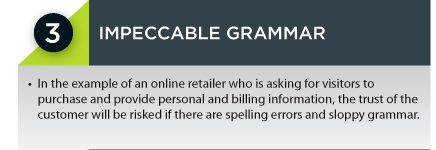 3 IMPECCABLE GRAMMAR
• In the example of an online retailer who is asking for visitors to
purchase and provide personal and billing information, the trust of the
customer will be risked if there are spelling errors and sloppy grammar.